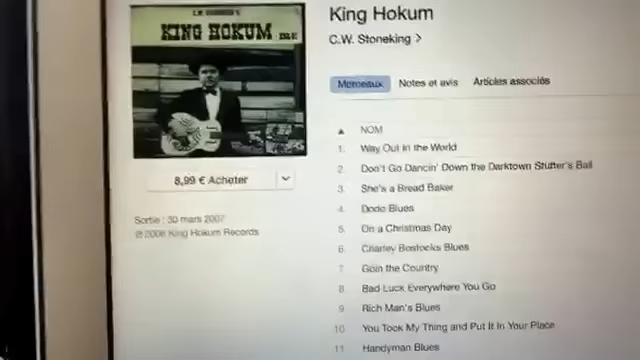 King Hokum
C.W. Stoneking >
Morceaux Notes et avis Articles associés
KING HOKUM
8,99 € Acheter
Sortie : 30 mars 2007
℗ 2006 King Hokum Records
▲ NOM
1. Way Out in the World
2. Don't Go Dancin' Down the Darktown Strutter's Ball
3. She's a Bread Baker
4. Dodo Blues
5. On a Christmas Day
6. Charley Bostocks Blues
7. Goin the Country
8. Bad Luck Everywhere You Go
9. Rich Man's Blues
10. You Took My Thing and Put It In Your Place
11. Handyman Blues